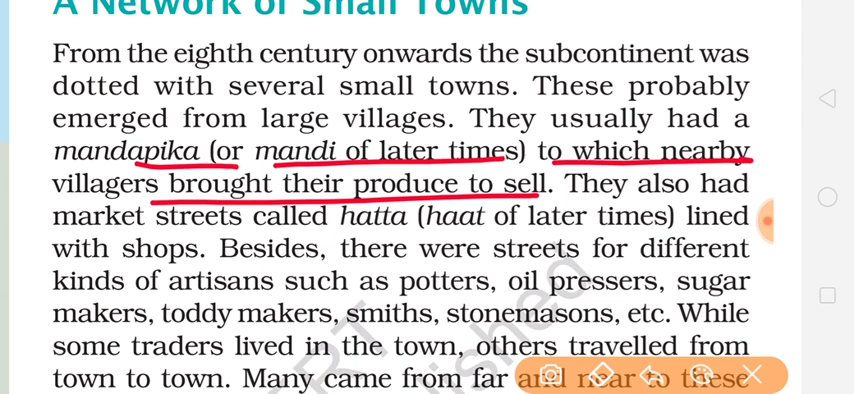 A Network of Small Towns
From the eighth century onwards the subcontinent was
dotted with several small towns. These probably
emerged from large villages. They usually had a
mandapika (or mandi of later times) to which nearby
villagers brought their produce to sell. They also had
market streets called hatta (haat of later times) lined
with shops. Besides, there were streets for different
kinds of artisans such as potters, oil pressers, sugar
makers, toddy makers, smiths, stonemasons, etc. While
some traders lived in the town, others travelled from
town to town. Many came from far and near to these